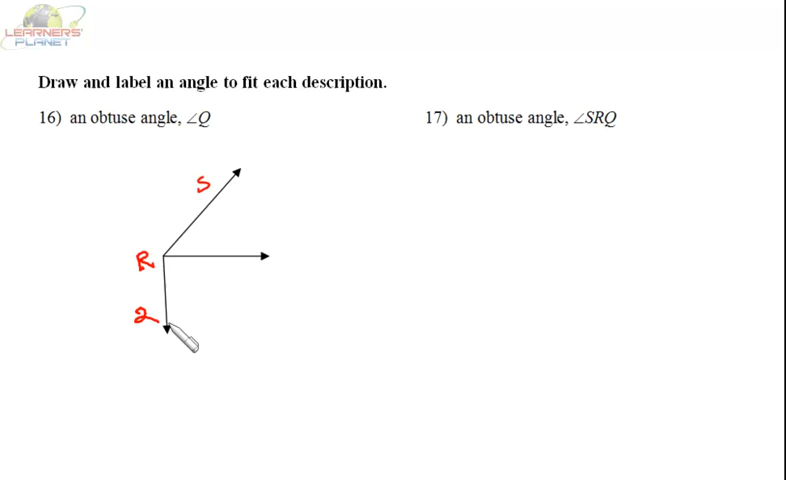 LEARNERS'
PLANET
Draw and label an angle to fit each description.
16) an obtuse angle, ∠Q
17) an obtuse angle, ∠SRQ
S
R
2